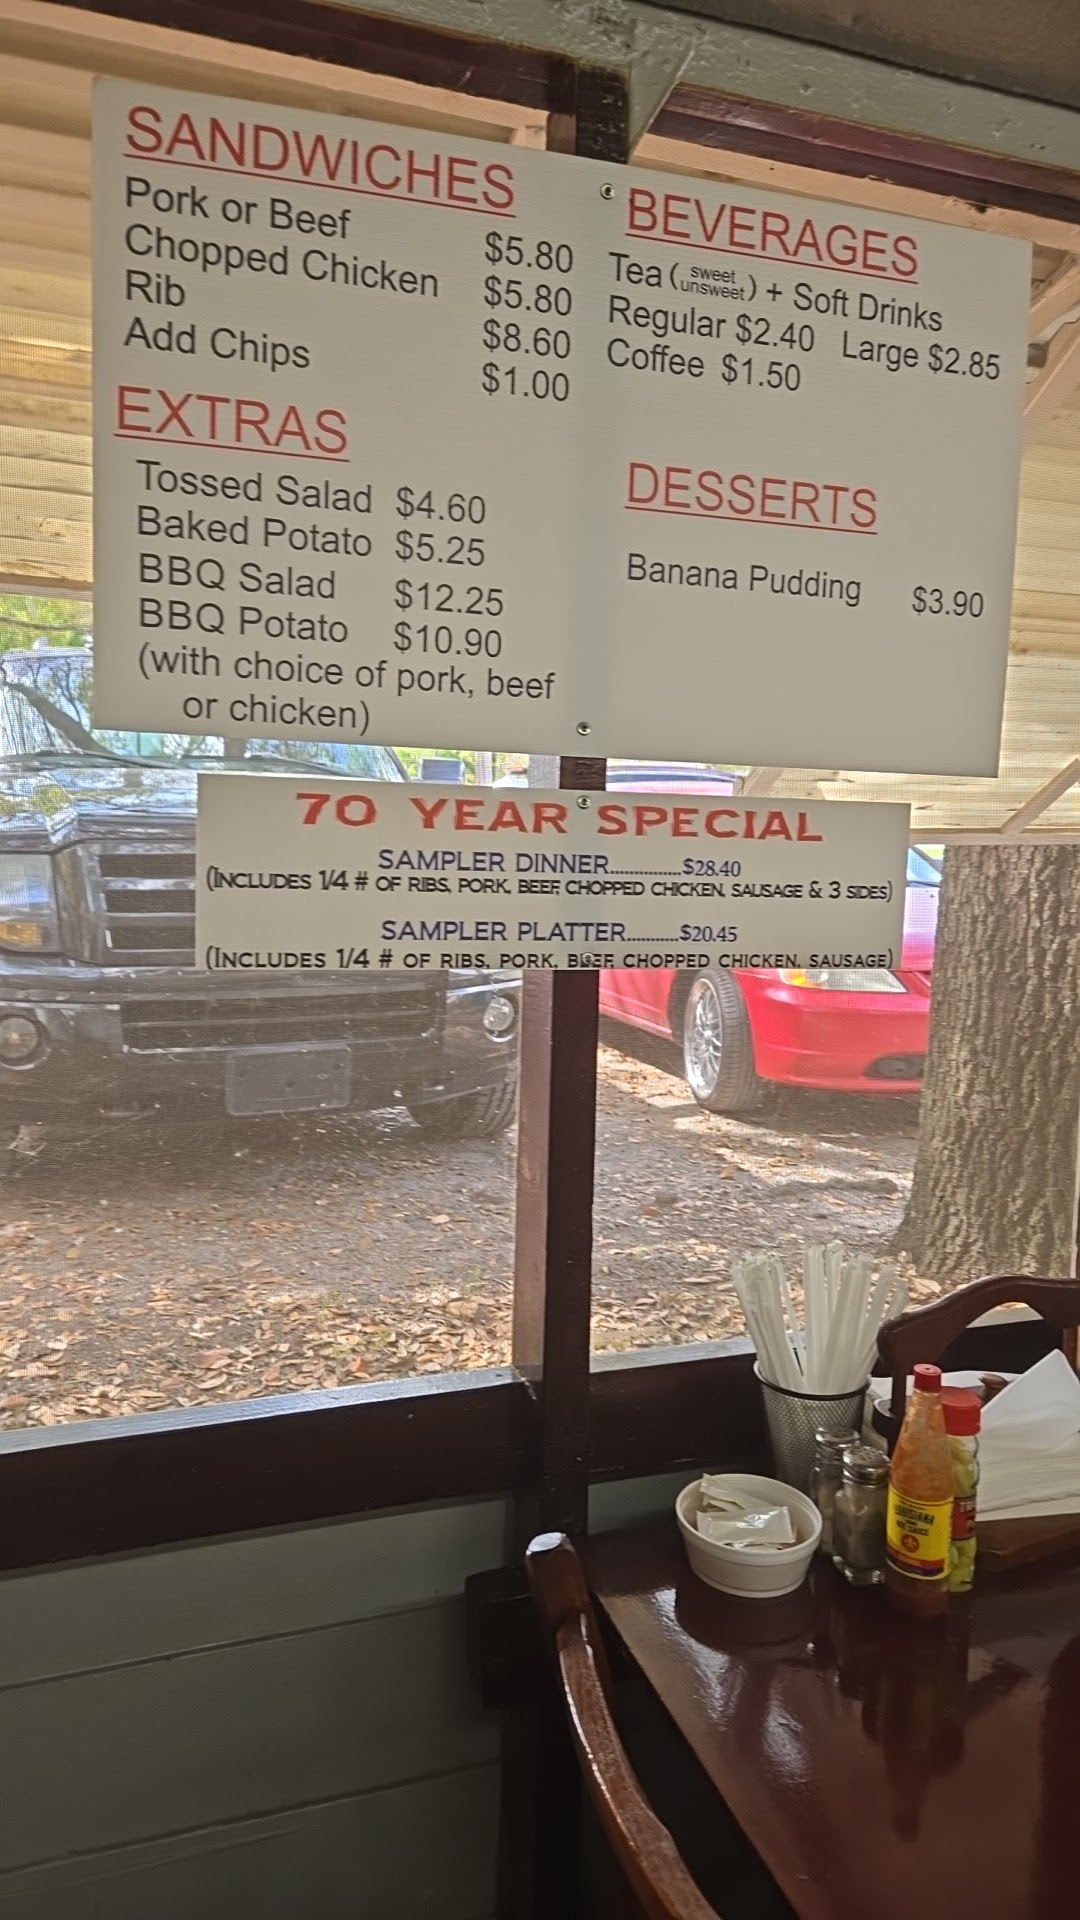 SANDWICHES
Pork or Beef $5.80
Chopped Chicken $5.80
Rib $8.60
Add Chips $1.00
EXTRAS
Tossed Salad $4.60
Baked Potato $5.25
BBQ Salad $12.25
BBQ Potato $10.90
(with choice of pork, beef
or chicken)
BEVERAGES
Tea (sweet unsweet) + Soft Drinks
Regular $2.40 Large $2.85
Coffee $1.50
DESSERTS
Banana Pudding $3.90
70 YEAR SPECIAL
SAMPLER DINNER...............$28.40
(INCLUDES 1/4 # OF RIBS, PORK, BEEF, CHOPPED CHICKEN, SAUSAGE & 3 SIDES)
SAMPLER PLATTER...........$20.45
(INCLUDES 1/4 # OF RIBS, PORK, BEEF, CHOPPED CHICKEN, SAUSAGE)
LOUISIANA
HOT SAUCE